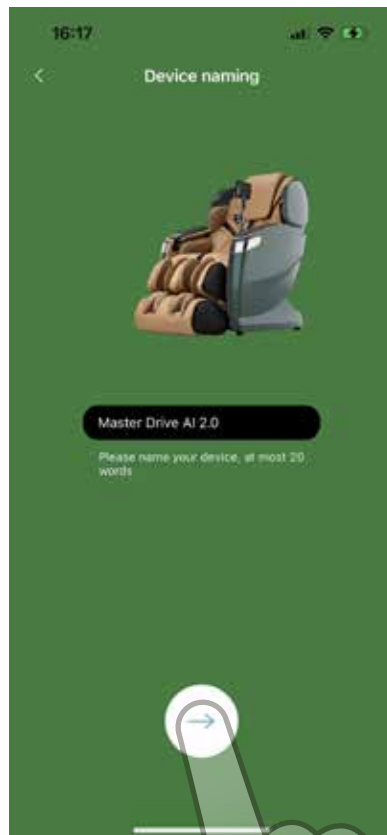 16:17
Device naming
Master Drive AI 2.0
Please name your device, at most 20
words